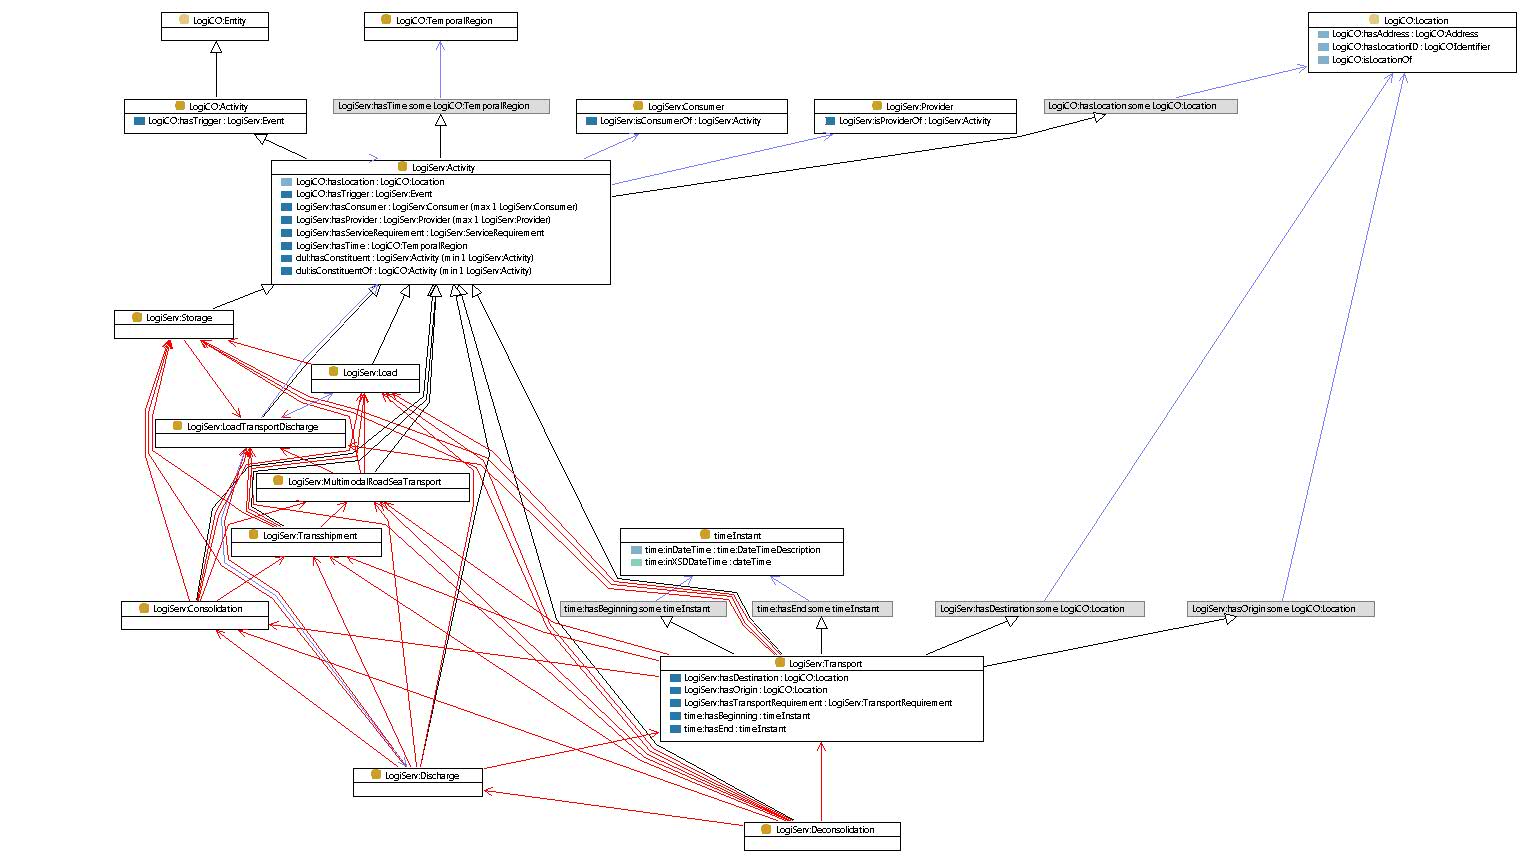 LogiCO:Entity
LogiCO:TemporalRegion
LogiCO:Location
LogiCO:hasAddress : LogiCO:Address
LogiCO:hasLocationID : LogiCOIdentifier
LogiCO:isLocationOf
LogiCO:Activity
LogiCO:hasTrigger : LogiServ:Event
LogiServ:hasTime some LogiCO:TemporalRegion
LogiServ:Consumer
LogiServ:isConsumerOf : LogiServ:Activity
LogiServ:Provider
LogiServ:isProviderOf : LogiServ:Activity
LogiCO:hasLocation some LogiCO:Location
LogiServ:Activity
LogiCO:hasLocation : LogiCO:Location
LogiCO:hasTrigger : LogiServ:Event
LogiServ:hasConsumer : LogiServ:Consumer (max 1 LogiServ:Consumer)
LogiServ:hasProvider : LogiServ:Provider (max 1 LogiServ:Provider)
LogiServ:hasServiceRequirement : LogiServ:ServiceRequirement
LogiServ:hasTime : LogiCO:TemporalRegion
dul:hasConstituent : LogiServ:Activity (min 1 LogiServ:Activity)
dul:isConstituentOf : LogiCO:Activity (min 1 LogiServ:Activity)
LogiServ:Storage
LogiServ:Load
LogiServ:LoadTransportDischarge
LogiServ:MultimodalRoadSeaTransport
LogiServ:Transshipment
timeInstant
time:inDateTime : time:DateTimeDescription
time:inXSDDateTime : dateTime
LogiServ:Consolidation
time:hasBeginning some timeInstant
time:hasEnd some timeInstant
LogiServ:hasDestination some LogiCO:Location
LogiServ:hasOrigin some LogiCO:Location
LogiServ:Transport
LogiServ:hasDestination : LogiCO:Location
LogiServ:hasOrigin : LogiCO:Location
LogiServ:hasTransportRequirement : LogiServ:TransportRequirement
time:hasBeginning : timeInstant
time:hasEnd : timeInstant
LogiServ:Discharge
LogiServ:Deconsolidation